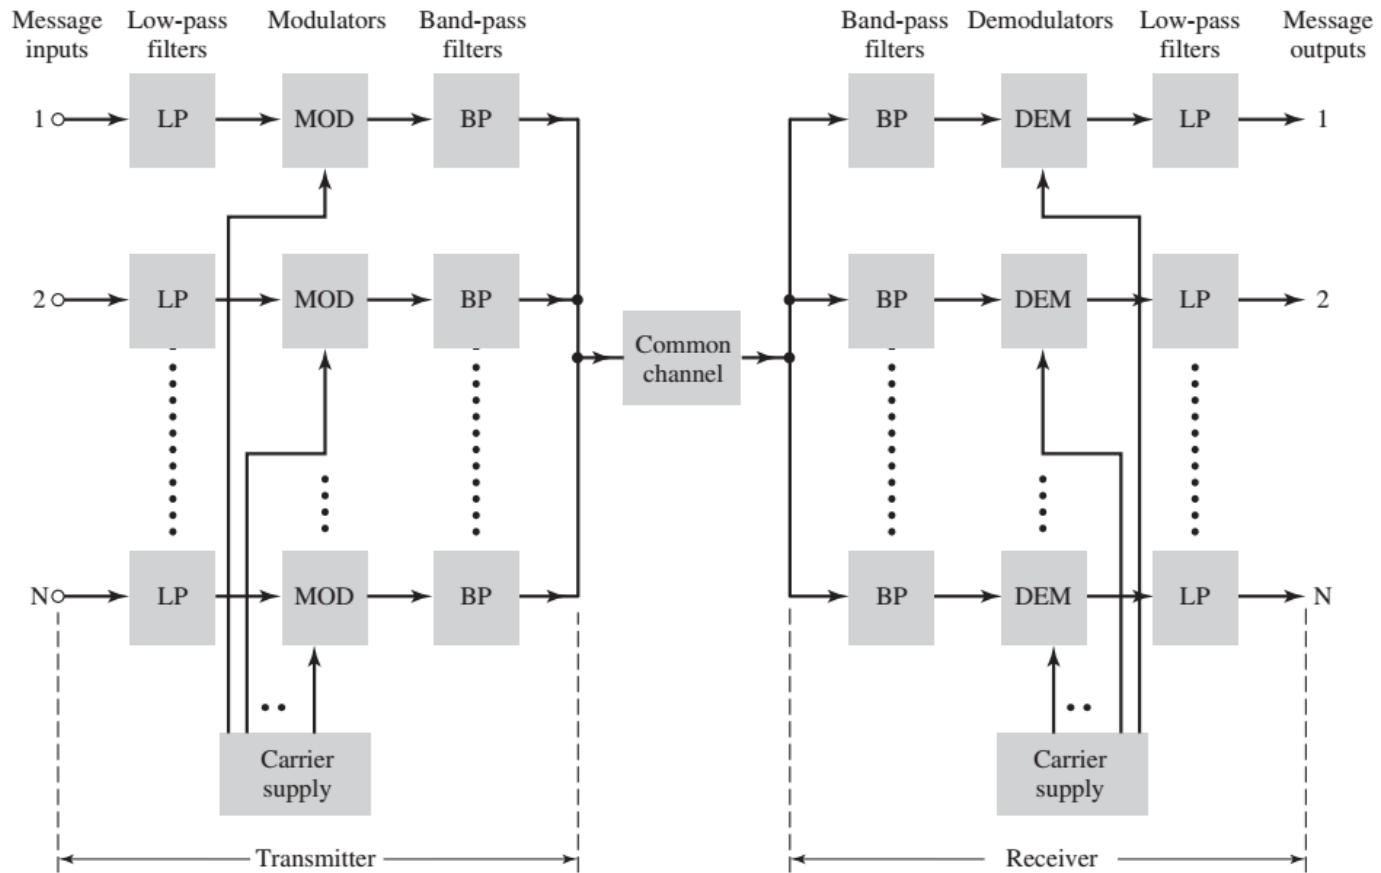 Message
inputs
Low-pass
filters
Modulators
Band-pass
filters
Band-pass
filters
Demodulators
Low-pass
filters
Message
outputs
1
LP
MOD
BP
BP
DEM
LP
1
2
LP
MOD
BP
BP
DEM
LP
2
Common
channel
N
LP
MOD
BP
BP
DEM
LP
N
Carrier
supply
Carrier
supply
Transmitter
Receiver